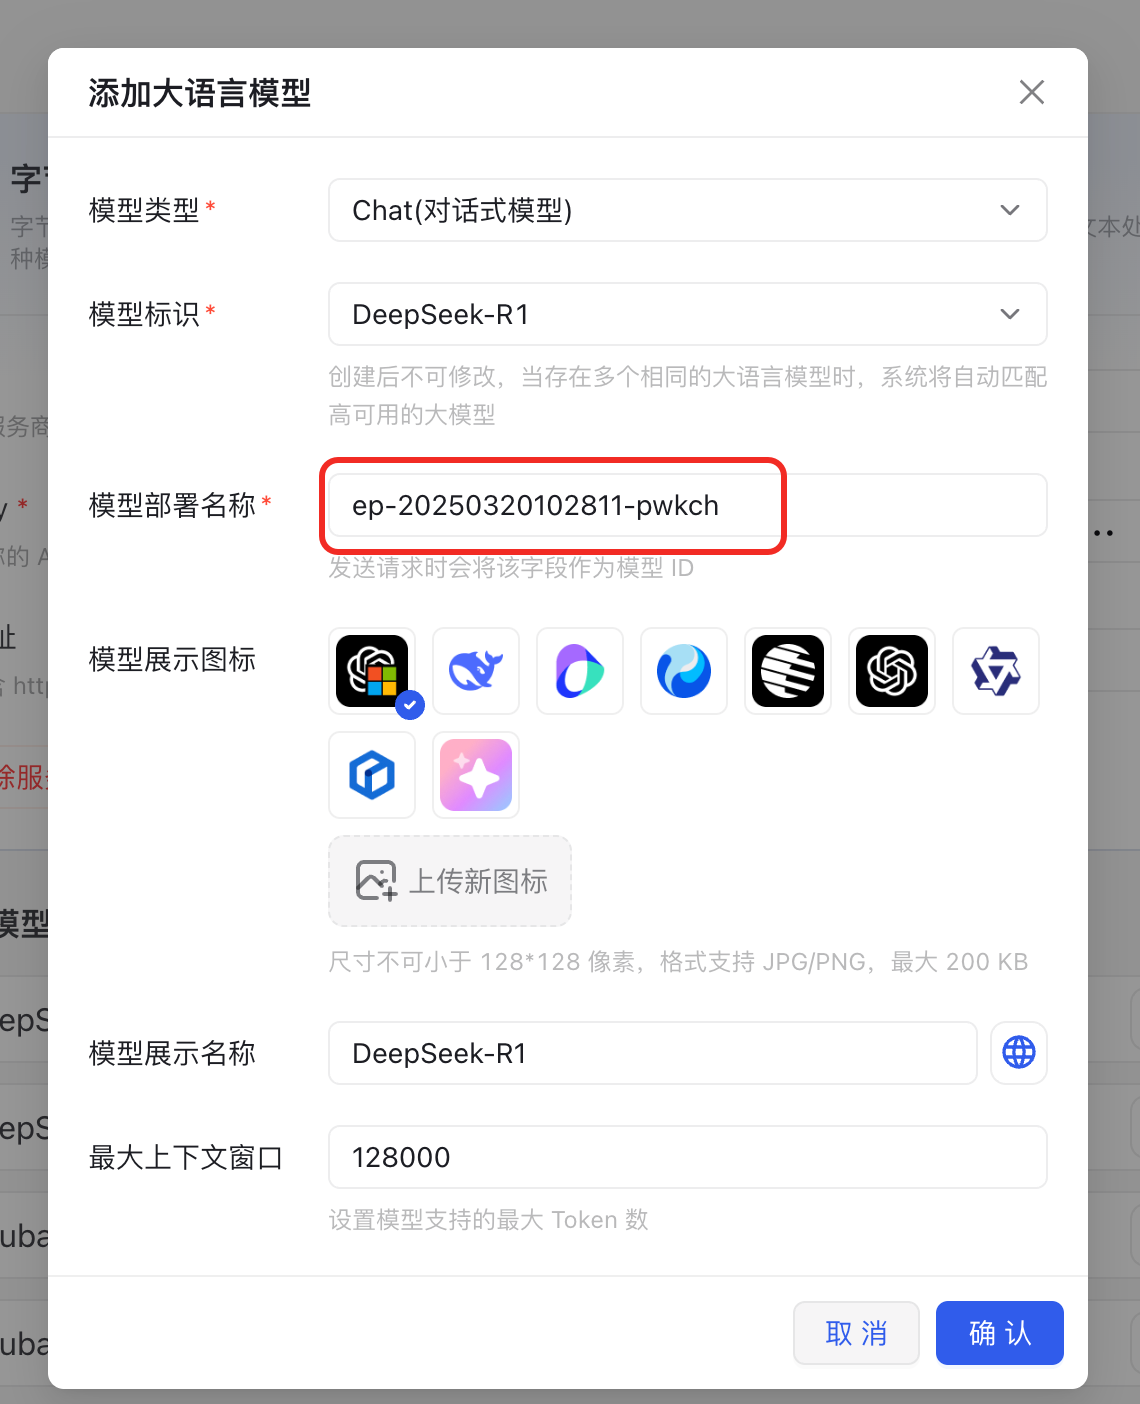 添加大语言模型
模型类型*
Chat(对话式模型)
模型标识*
DeepSeek-R1
创建后不可修改，当存在多个相同的大语言模型时，系统将自动匹配
高可用的大模型
模型部署名称*
ep-20250320102811-pwkch
发送请求时会将该字段作为模型 ID
模型展示图标
上传新图标
尺寸不可小于 128*128 像素，格式支持 JPG/PNG，最大 200 KB
模型展示名称
DeepSeek-R1
最大上下文窗口
128000
设置模型支持的最大 Token 数
取消
确认